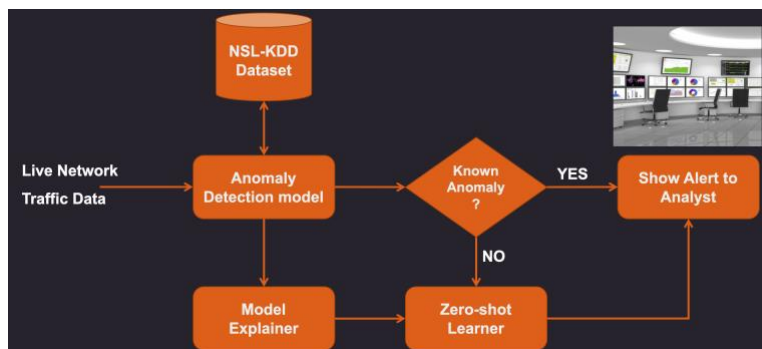 NSL-KDD
Dataset
Live Network
Traffic Data
Anomaly
Detection model
Known
Anomaly
?
YES
Show Alert to
Analyst
NO
Model
Explainer
Zero-shot
Learner